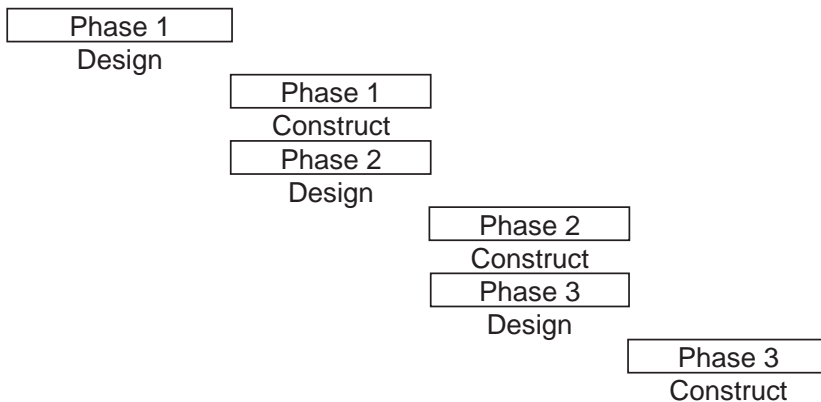 Phase 1
Design
Phase 1
Construct
Phase 2
Design
Phase 2
Construct
Phase 3
Design
Phase 3
Construct